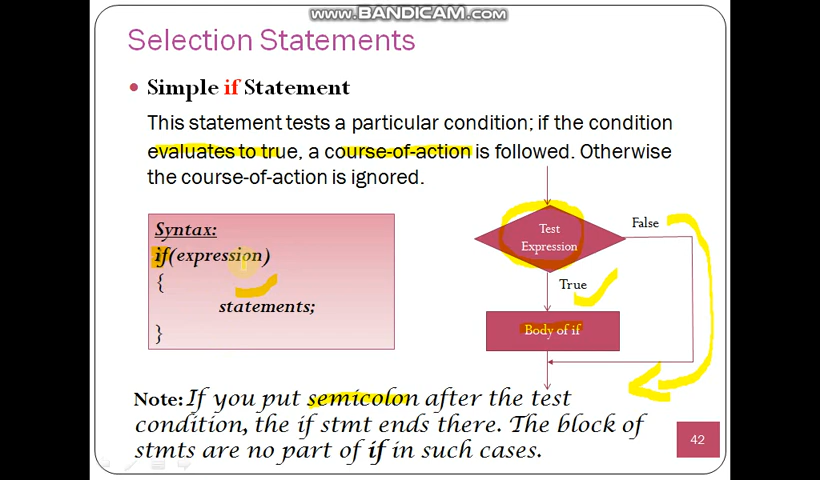 www.BANDICAM.com
Selection Statements
Simple if Statement
This statement tests a particular condition; if the condition
evaluates to true, a course-of-action is followed. Otherwise
the course-of-action is ignored.
Syntax:
if(expression)
{
statements;
}
Test
Expression
False
True
Body of if
Note: If you put semicolon after the test
condition, the if stmt ends there. The block of
stmts are no part of if in such cases.
42